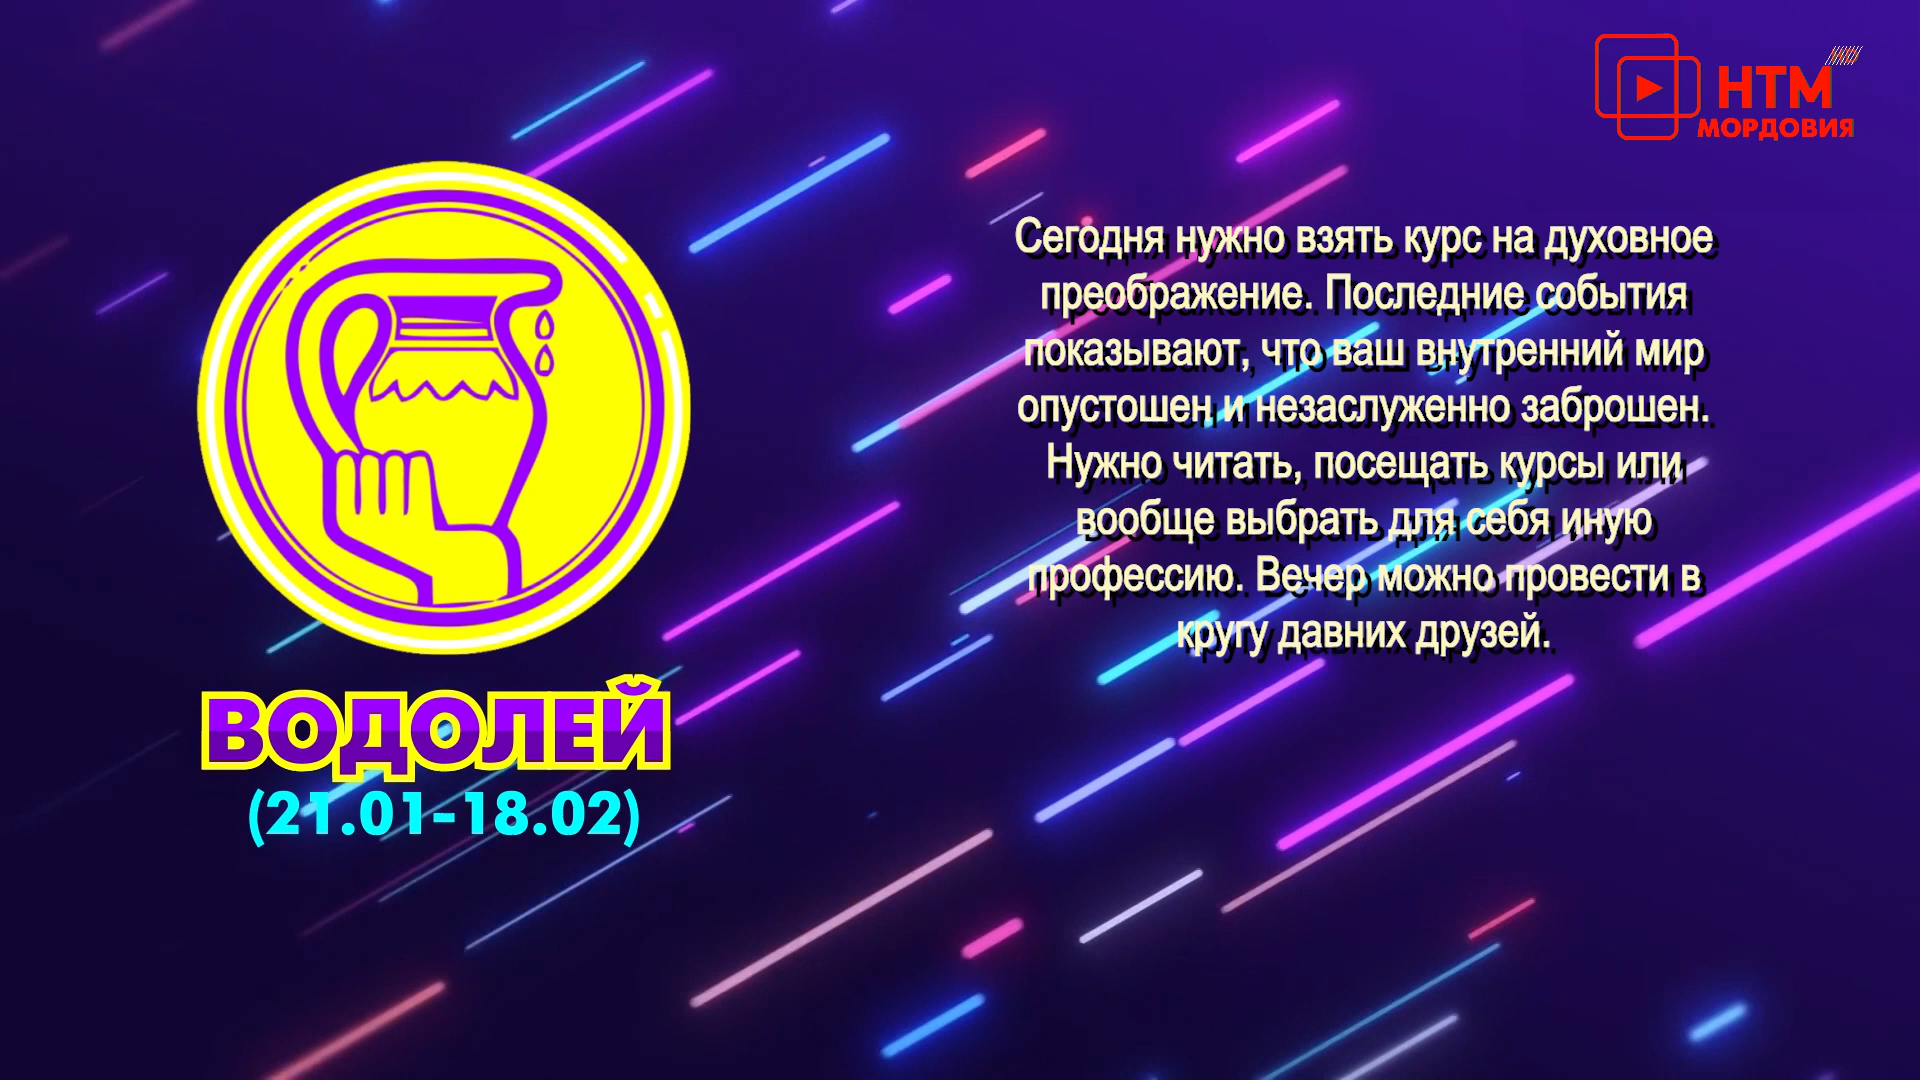 НТМ
МОРДОВИЯ
Сегодня нужно взять курс на духовное
преображение. Последние события
показывают, что ваш внутренний мир
опустошен и незаслуженно заброшен.
Нужно читать, посещать курсы или
вообще выбрать для себя иную
профессию. Вечер можно провести в
кругу давних друзей.
ВОДОЛЕЙ
(21.01-18.02)